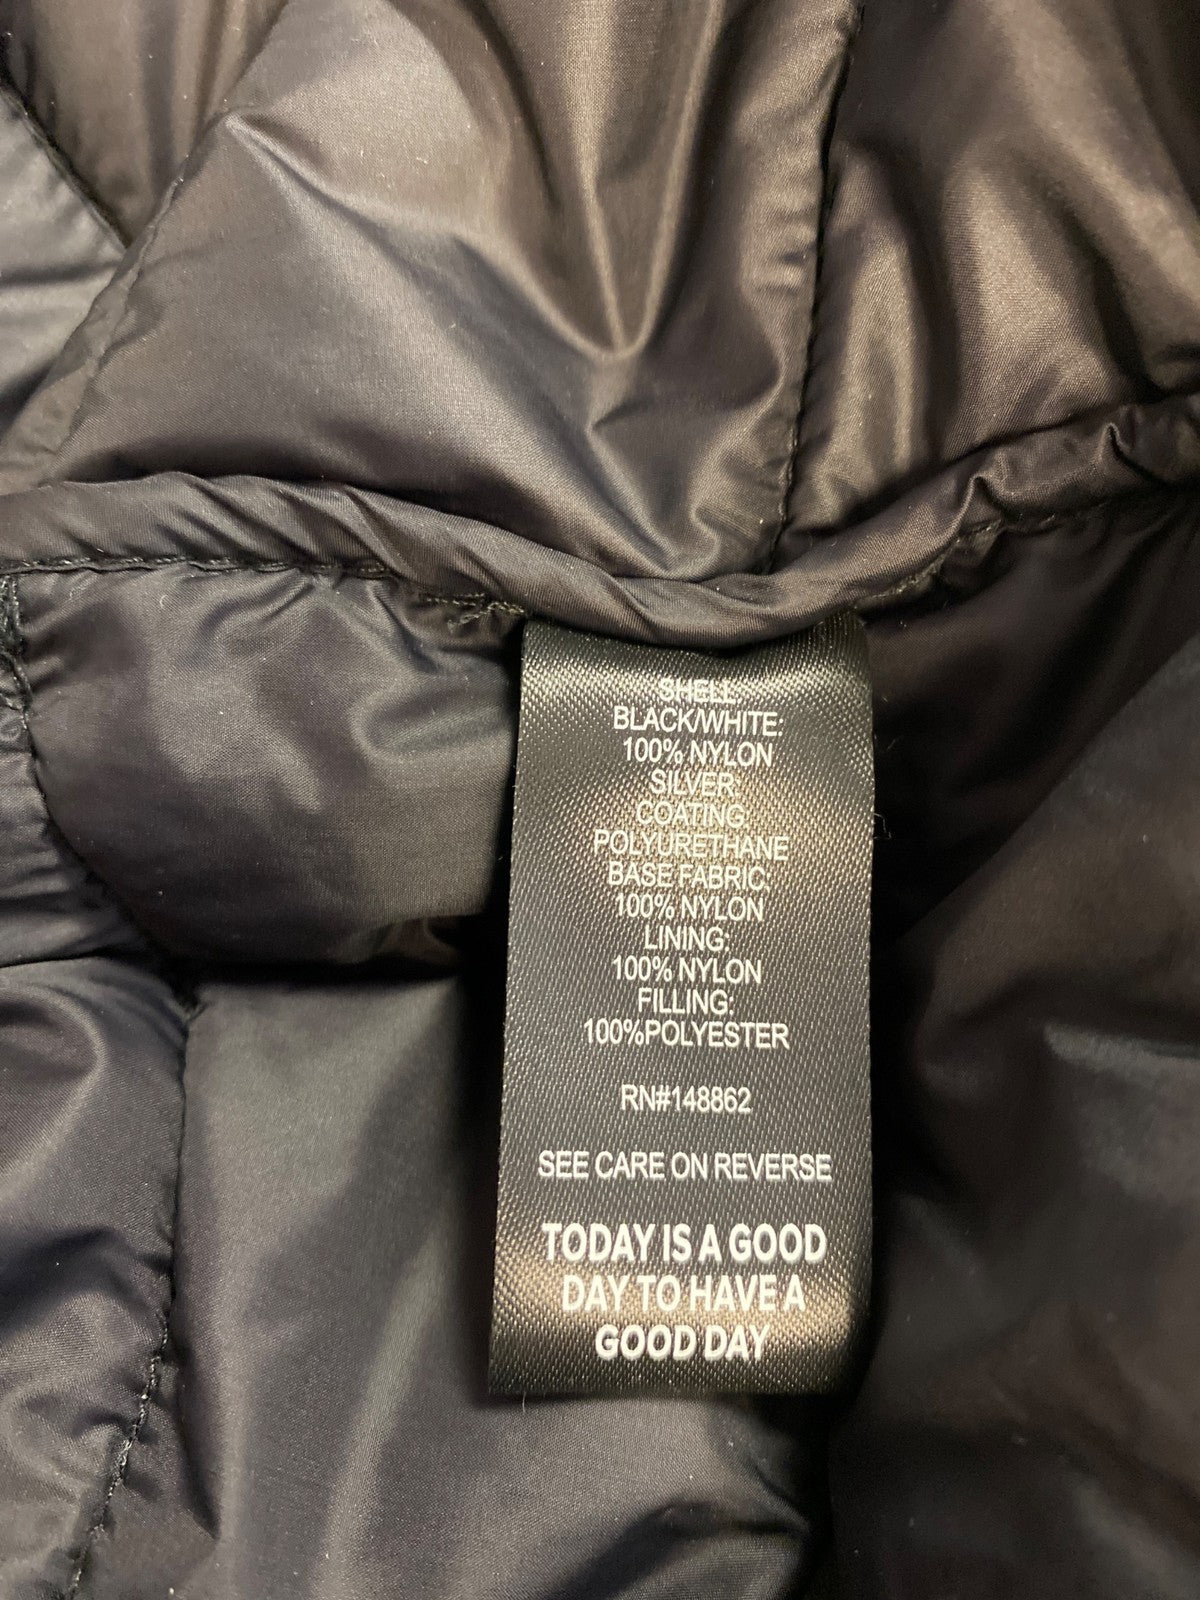 SHELL:
BLACK/WHITE:
100% NYLON
SILVER
COATING
POLYURETHANE
BASE FABRIC:
100% NYLON
LINING:
100% NYLON
FILLING:
100%POLYESTER
RN#148862
SEE CARE ON REVERSE
TODAY IS A GOOD
DAY TO HAVE A
GOOD DAY